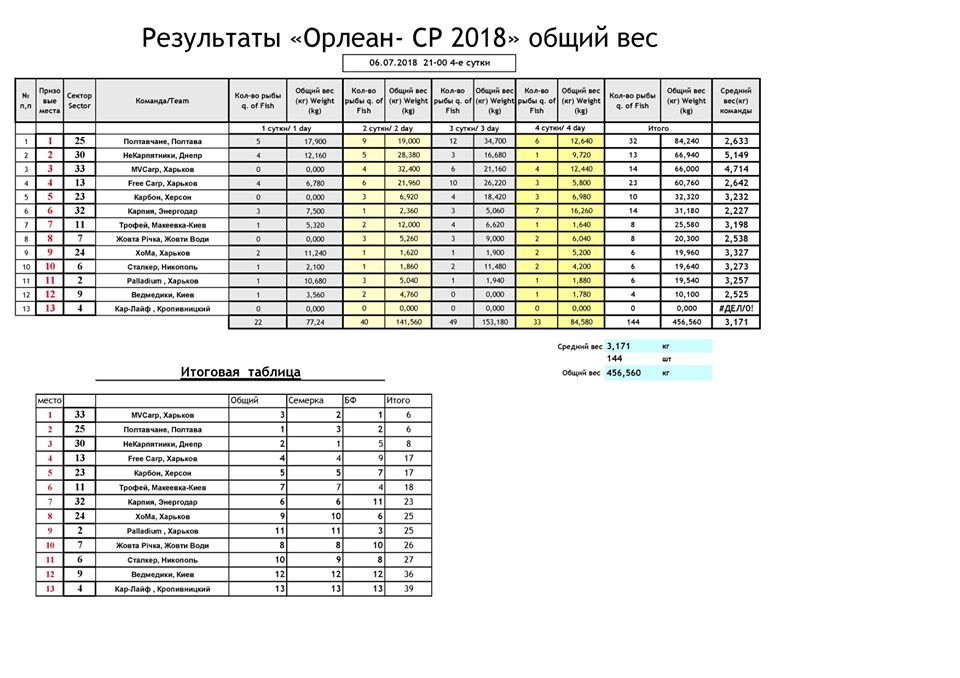 Результаты «Орлеан- СР 2018» общий вес
06.07.2018 21-00 4-е сутки
№ п,п Призо вые места Сектор Sector Команда/Team Кол-во рыбы q. of Fish Общий вес (кг) Weight (kg) Кол-во рыбы q. of Fish Общий вес (кг) Weight (kg) Кол-во рыбы q. of Fish Общий вес (кг) Weight (kg) Кол-во рыбы q. of Fish Общий вес (кг) Weight (kg) Кол-во рыбы q. of Fish Общий вес (кг) Weight (kg) Средний вес(кг) команды
1 сутки/ 1 day 2 сутки/ 2 day 3 сутки/ 3 day 4 сутки/ 4 day Итого
1 1 25 Полтавчане, Полтава 5 17,900 9 19,000 12 34,700 6 12,640 32 84,240 2,633
2 2 30 НеКарпятники, Днепр 4 12,160 5 28,380 3 16,680 1 9,720 13 66,940 5,149
3 3 33 MVCarp, Харьков 0 0,000 4 32,400 6 21,160 4 12,440 14 66,000 4,714
4 4 13 Free Carp, Харьков 4 6,780 6 21,960 10 26,220 3 5,800 23 60,760 2,642
5 5 23 Карбон, Херсон 0 0,000 3 6,920 4 18,420 3 6,980 10 32,320 3,232
6 6 32 Карпия, Энергодар 3 7,500 1 2,360 3 5,060 7 16,260 14 31,180 2,227
7 7 11 Трофей, Макеевка-Киев 1 5,320 2 12,000 4 6,620 1 1,640 8 25,580 3,198
8 8 7 Жовта Річка, Жовти Води 0 0,000 3 5,260 3 9,000 2 6,040 8 20,300 2,538
9 9 24 ХоМа, Харьков 2 11,240 1 1,620 1 1,900 2 5,200 6 19,960 3,327
10 10 6 Сталкер, Никополь 1 2,100 1 1,860 2 11,480 2 4,200 6 19,640 3,273
11 11 2 Palladium , Харьков 1 10,680 3 5,040 1 1,940 1 1,880 6 19,540 3,257
12 12 9 Ведмедики, Киев 1 3,560 2 4,760 0 0,000 1 1,780 4 10,100 2,525
13 13 4 Кар-Лайф , Кропивницкий 0 0,000 0 0,000 0 0,000 0 0,000 0 0,000 #ДЕЛ/0!
22 77,24 40 141,560 49 153,180 33 84,580 144 456,560 3,171
Средний вес 3,171 кг
144 шт
Общий вес 456,560 кг
Итоговая таблица
место Общий Семерка БФ Итого
1 33 MVCarp, Харьков 3 2 1 6
2 25 Полтавчане, Полтава 1 3 2 6
3 30 НеКарпятники, Днепр 2 1 5 8
4 13 Free Carp, Харьков 4 4 9 17
5 23 Карбон, Херсон 5 5 7 17
6 11 Трофей, Макеевка-Киев 7 7 4 18
7 32 Карпия, Энергодар 6 6 11 23
8 24 ХоМа, Харьков 9 10 6 25
9 2 Palladium , Харьков 11 11 3 25
10 7 Жовта Річка, Жовти Води 8 8 10 26
11 6 Сталкер, Никополь 10 9 8 27
12 9 Ведмедики, Киев 12 12 12 36
13 4 Кар-Лайф , Кропивницкий 13 13 13 39